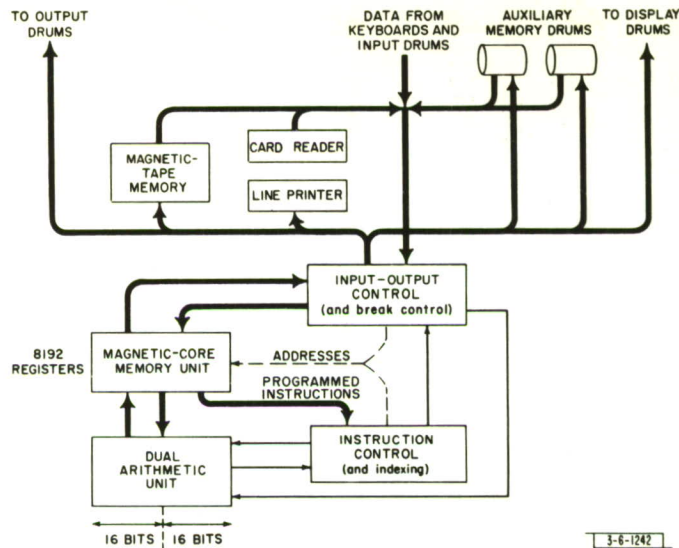 TO OUTPUT
DRUMS
DATA FROM
KEYBOARDS AND
INPUT DRUMS
AUXILIARY
MEMORY DRUMS
TO DISPLAY
DRUMS
MAGNETIC-
TAPE
MEMORY
CARD READER
LINE PRINTER
INPUT-OUTPUT
CONTROL
(and break control)
8192
REGISTERS
MAGNETIC-CORE
MEMORY UNIT
ADDRESSES
PROGRAMMED
INSTRUCTIONS
DUAL
ARITHMETIC
UNIT
INSTRUCTION
CONTROL
(and indexing)
16 BITS
16 BITS
3-6-1242